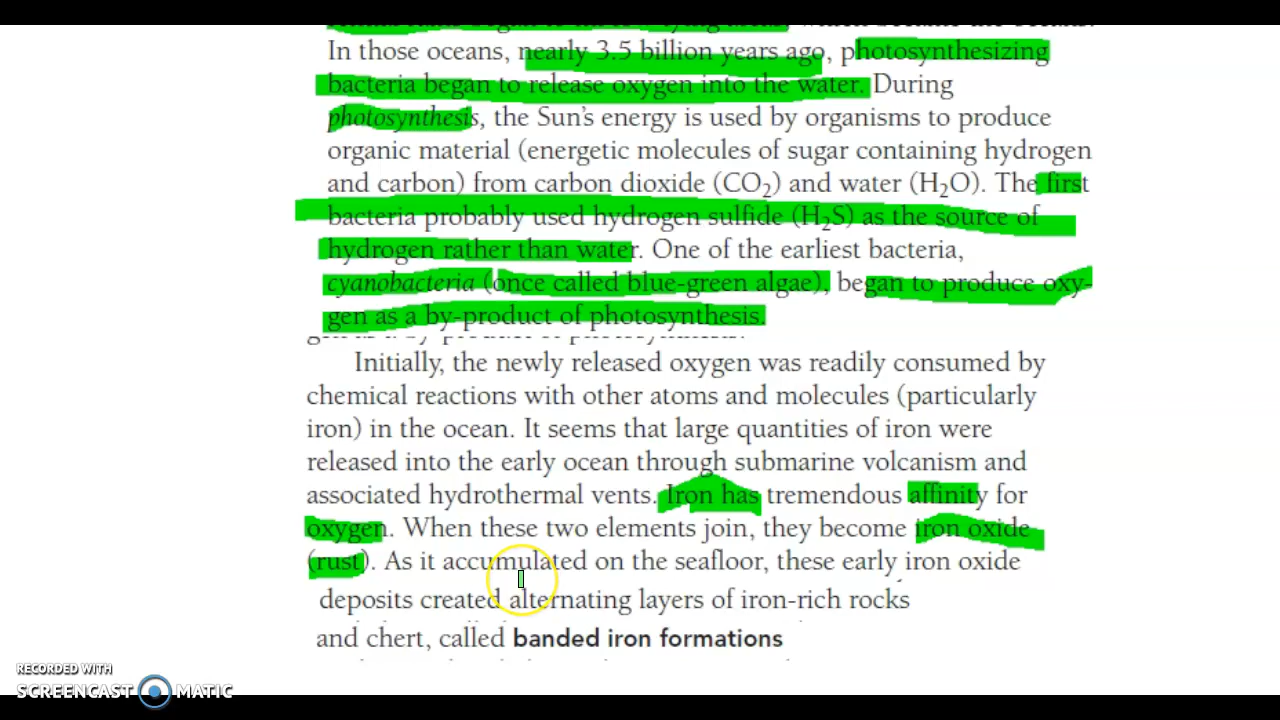 In those oceans, nearly 3.5 billion years ago, photosynthesizing
bacteria began to release oxygen into the water. During
photosynthesis, the Sun's energy is used by organisms to produce
organic material (energetic molecules of sugar containing hydrogen
and carbon) from carbon dioxide (CO₂) and water (H₂O). The first
bacteria probably used hydrogen sulfide (H₂S) as the source of
hydrogen rather than water. One of the earliest bacteria,
cyanobacteria (once called blue-green algae), began to produce oxy-
gen as a by-product of photosynthesis.
Initially, the newly released oxygen was readily consumed by
chemical reactions with other atoms and molecules (particularly
iron) in the ocean. It seems that large quantities of iron were
released into the early ocean through submarine volcanism and
associated hydrothermal vents. Iron has tremendous affinity for
oxygen. When these two elements join, they become iron oxide
(rust). As it accumulated on the seafloor, these early iron oxide
deposits created alternating layers of iron-rich rocks
and chert, called banded iron formations
RECORDED WITH
SCREENCAST MATIC